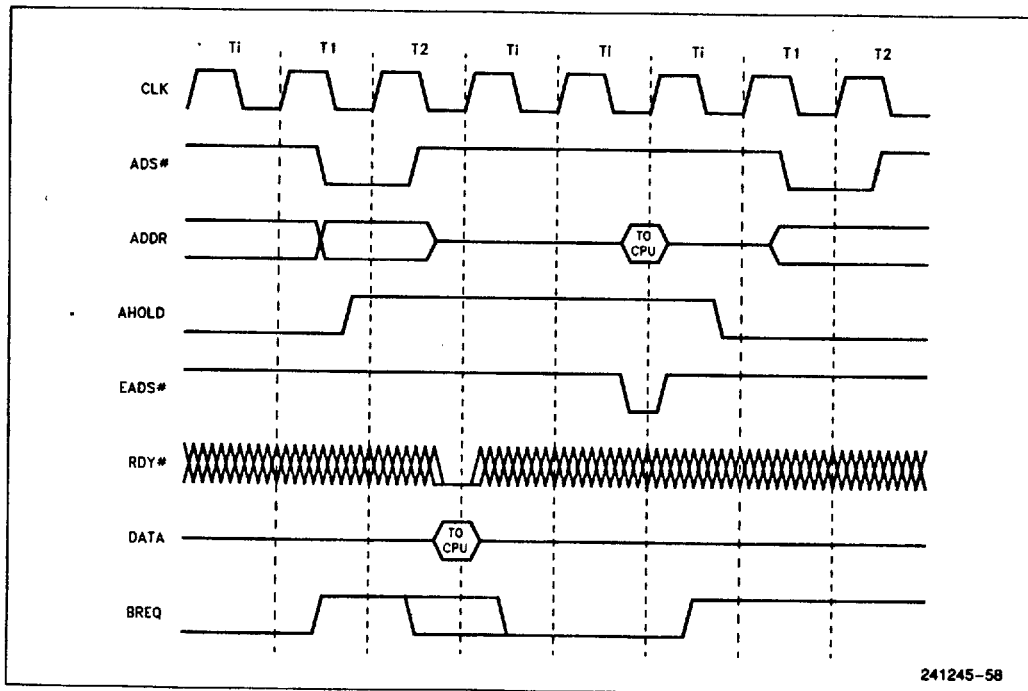 Ti T1 T2 Ti Ti Ti T1 T2
CLK
ADS#
ADDR
TO
CPU
AHOLD
EADS#
RDY#
DATA
TO
CPU
BREQ
241245-58